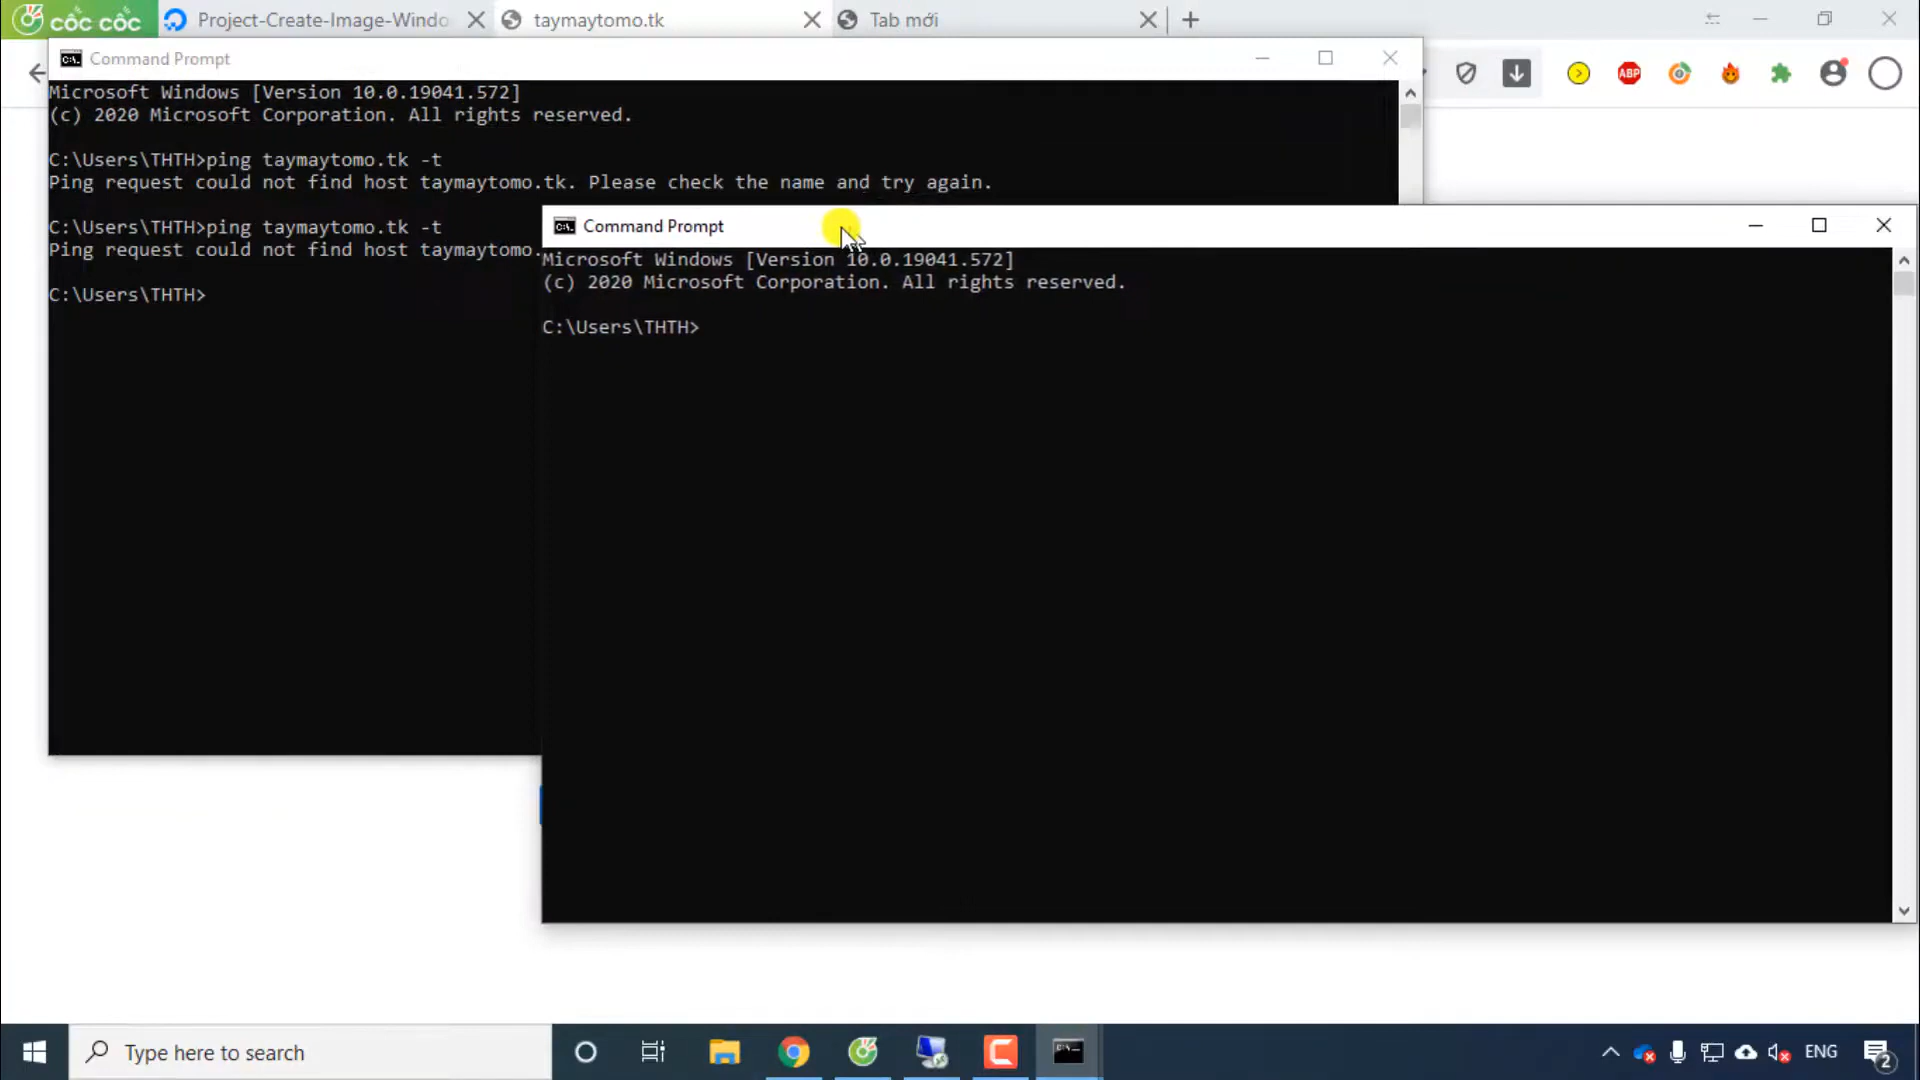 cốc cốc
Project-Create-Image-Windo
taymaytomo.tk
Tab mới
Command Prompt
ABP
Microsoft Windows [Version 10.0.19041.572]
(c) 2020 Microsoft Corporation. All rights reserved.
C:\Users\THTH>ping taymaytomo.tk -t
Ping request could not find host taymaytomo.tk. Please check the name and try again.
C:\Users\THTH>ping taymaytomo.tk -t
Ping request could not find host taymaytomo.
C:\Users\THTH>
Command Prompt
Microsoft Windows [Version 10.0.19041.572]
(c) 2020 Microsoft Corporation. All rights reserved.
C:\Users\THTH>
Type here to search
ENG
2